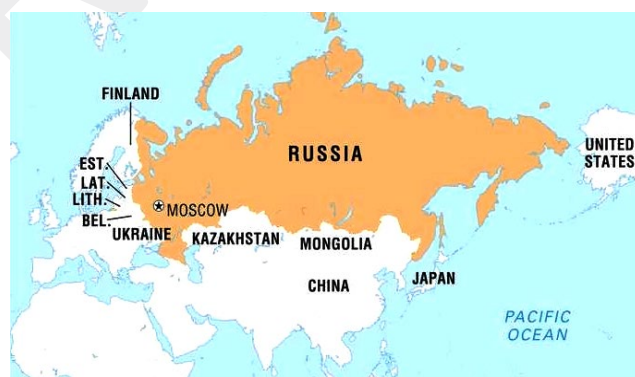 FINLAND
EST.
LAT.
LITH.
BEL.
UKRAINE
MOSCOW
RUSSIA
KAZAKHSTAN
MONGOLIA
CHINA
JAPAN
UNITED
STATES
PACIFIC
OCEAN